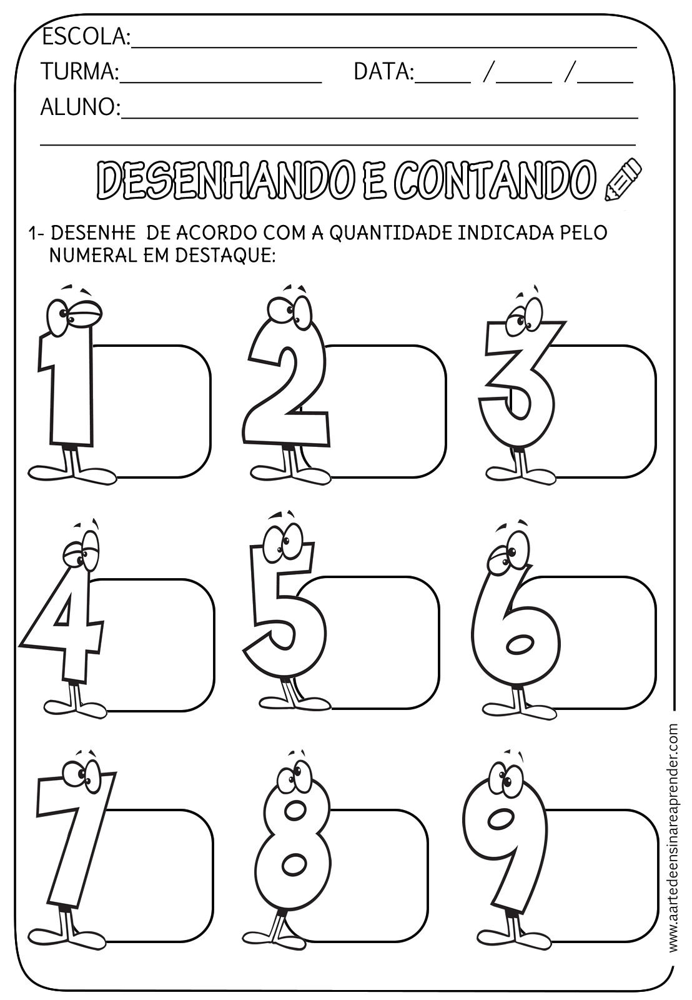 ESCOLA:
TURMA: DATA: / /
ALUNO:
DESENHANDO E CONTANDO
1- DESENHE DE ACORDO COM A QUANTIDADE INDICADA PELO
NUMERAL EM DESTAQUE:
1 2 3
4 5 6
7 8 9
www.aartedeensinareaprender.com